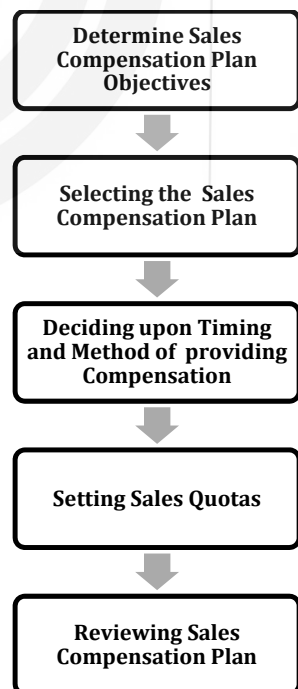 Determine Sales
Compensation Plan
Objectives
Selecting the Sales
Compensation Plan
Deciding upon Timing
and Method of providing
Compensation
Setting Sales Quotas
Reviewing Sales
Compensation Plan